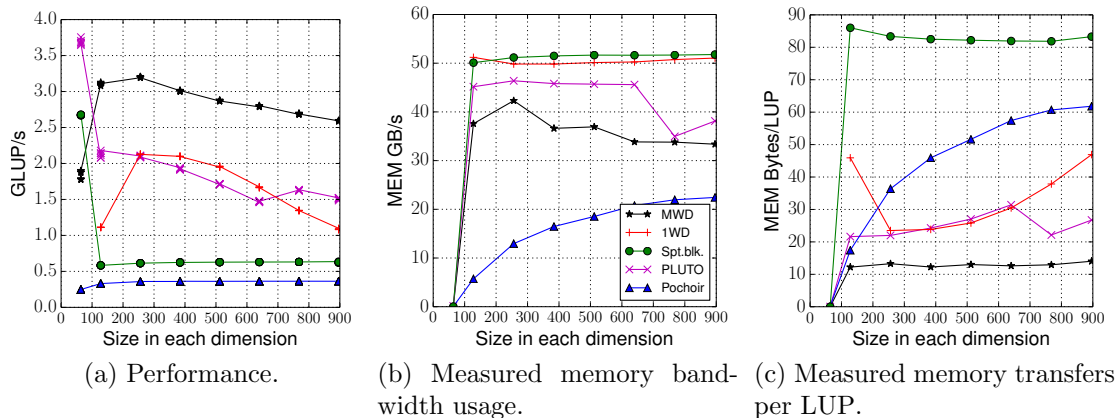 4.0
3.5
3.0
2.5
2.0
1.5
1.0
0.5
0.0
GLUP/s
0 100 200 300 400 500 600 700 800 900
Size in each dimension
(a) Performance.
60
50
40
30
20
10
0
MEM GB/s
MWD
1WD
Spt.blk.
PLUTO
Pochoir
0 100 200 300 400 500 600 700 800 900
Size in each dimension
(b) Measured memory band-
width usage.
90
80
70
60
50
40
30
20
10
0
MEM Bytes/LUP
0 100 200 300 400 500 600 700 800 900
Size in each dimension
(c) Measured memory transfers
per LUP.